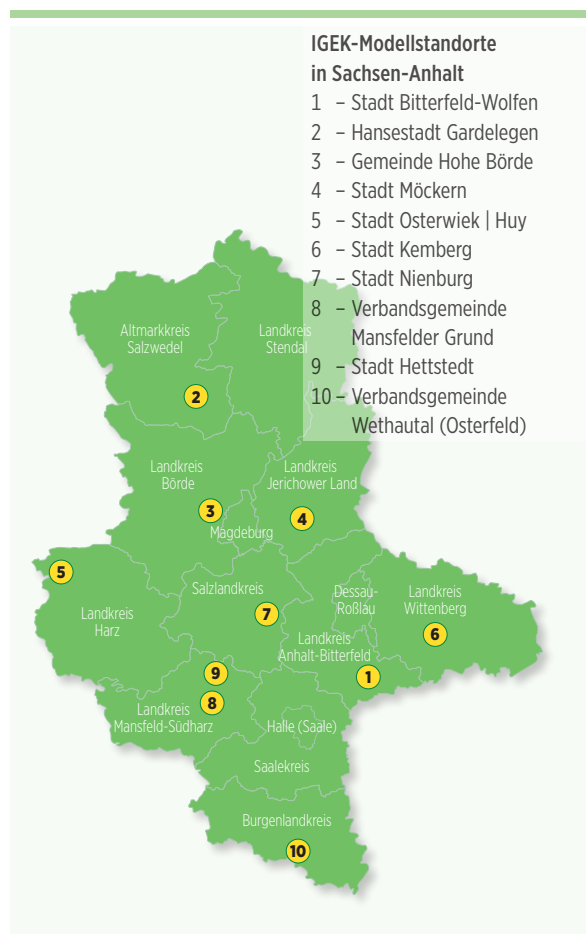 IGEK-Modellstandorte
in Sachsen-Anhalt
1 – Stadt Bitterfeld-Wolfen
2 – Hansestadt Gardelegen
3 – Gemeinde Hohe Börde
4 – Stadt Möckern
5 – Stadt Osterwiek | Huy
6 – Stadt Kemberg
7 – Stadt Nienburg
8 – Verbandsgemeinde
Mansfelder Grund
9 – Stadt Hettstedt
10 – Verbandsgemeinde
Wethautal (Osterfeld)
Altmarkkreis
Salzwedel
Landkreis
Stendal
2
Landkreis
Börde
Landkreis
Jerichower Land
3
4
Magdeburg
5
Salzlandkreis
Dessau-
Roßlau
Landkreis
Wittenberg
Landkreis
Harz
7
6
Landkreis
Anhalt-Bitterfeld
9
1
8
Landkreis
Mansfeld-Südharz
Halle (Saale)
Saalekreis
Burgenlandkreis
10